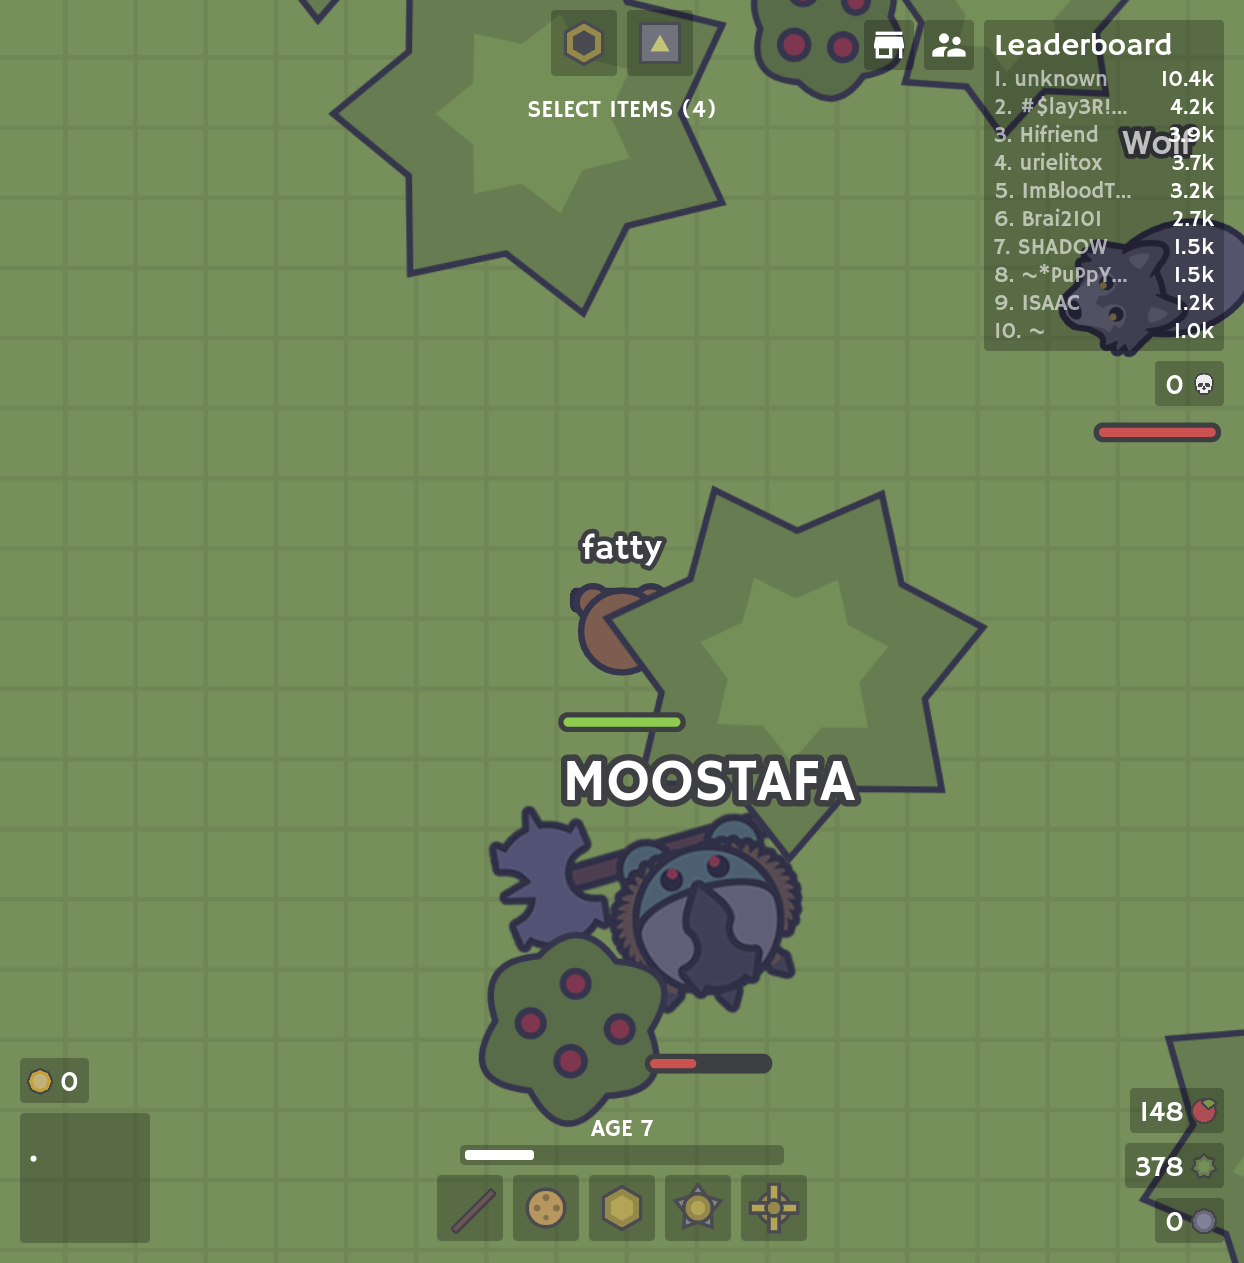 SELECT ITEMS (4)
Leaderboard
1. unknown 10.4k
2. #$lay3R!... 4.2k
3. Hifriend 3.9k
4. urielitox 3.7k
5. ImBloodT... 3.2k
6. Brai2101 2.7k
7. SHADOW 1.5k
8. ~*PuPpY... 1.5k
9. ISAAC 1.2k
10. ~ 1.0k
Wolf
0
fatty
MOOSTAFA
0
148
378
0
AGE 7